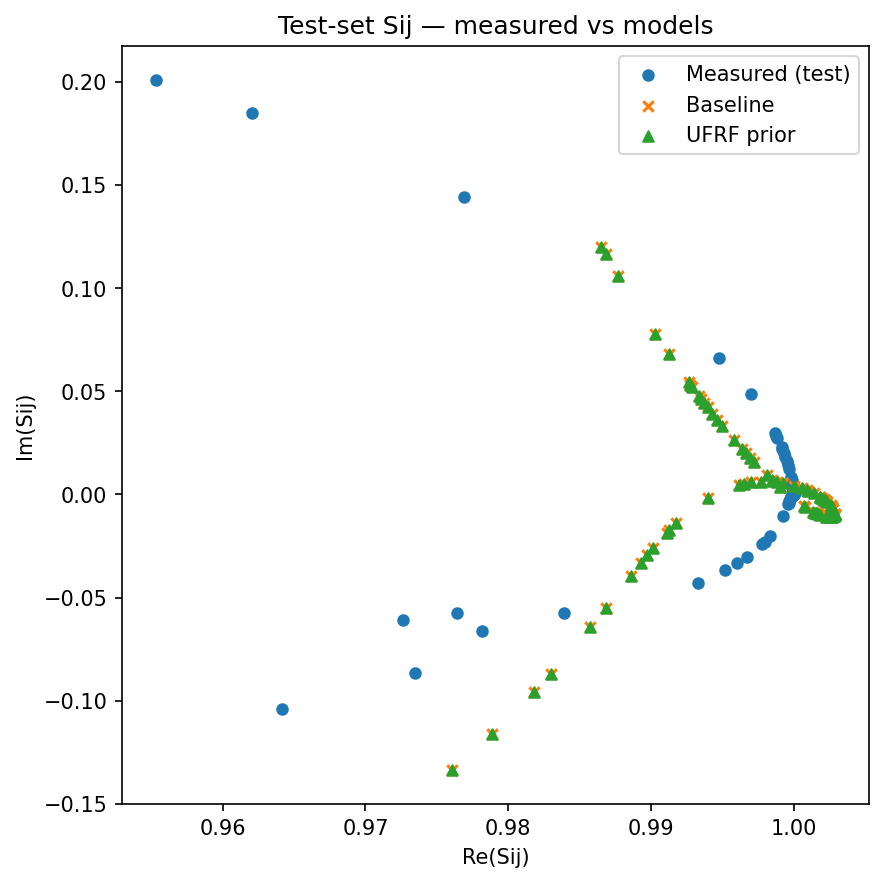 Test-set Sij — measured vs models
Measured (test)
Baseline
UFRF prior
0.20
0.15
0.10
0.05
0.00
−0.05
−0.10
−0.15
Im(Sij)
0.96
0.97
0.98
0.99
1.00
Re(Sij)